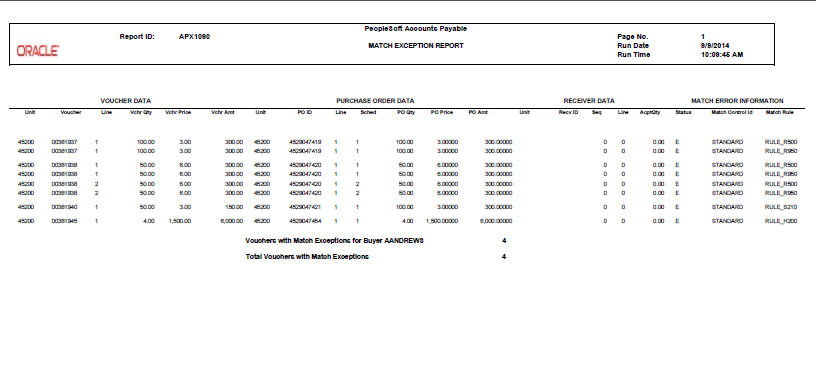 PeopleSoft Accounts Payable
Report ID: APX1090 Page No. 1
ORACLE MATCH EXCEPTION REPORT Run Date 9/9/2014
Run Time 10:09:45 AM
VOUCHER DATA PURCHASE ORDER DATA RECEIVER DATA MATCH ERROR INFORMATION
Unit Voucher Line Vchr Qty Vchr Price Vchr Amt Unit PO ID Line Sched PO Qty PO Price PO Amt Unit Recv ID Seq Line AcptQty Status Match Control Id Match Rule
45200 00381937 1 100.00 3.00 300.00 45200 4529047419 1 1 100.00 3.00000 300.00000 0 0 0.00 E STANDARD RULE_R500
45200 00381937 1 100.00 3.00 300.00 45200 4529047419 1 1 100.00 3.00000 300.00000 0 0 0.00 E STANDARD RULE_R950
45200 00381938 1 50.00 6.00 300.00 45200 4529047420 1 1 50.00 6.00000 300.00000 0 0 0.00 E STANDARD RULE_R500
45200 00381938 1 50.00 6.00 300.00 45200 4529047420 1 1 50.00 6.00000 300.00000 0 0 0.00 E STANDARD RULE_R950
45200 00381938 2 50.00 6.00 300.00 45200 4529047420 1 2 50.00 6.00000 300.00000 0 0 0.00 E STANDARD RULE_R500
45200 00381938 2 50.00 6.00 300.00 45200 4529047420 1 2 50.00 6.00000 300.00000 0 0 0.00 E STANDARD RULE_R950
45200 00381940 1 50.00 3.00 150.00 45200 4529047421 1 1 100.00 3.00000 300.00000 0 0 0.00 E STANDARD RULE_S210
45200 00381945 1 4.00 1,500.00 6,000.00 45200 4529047454 1 1 4.00 1,500.00000 6,000.00000 0 0 0.00 E STANDARD RULE_H200
Vouchers with Match Exceptions for Buyer AANDREWS 4
Total Vouchers with Match Exceptions 4